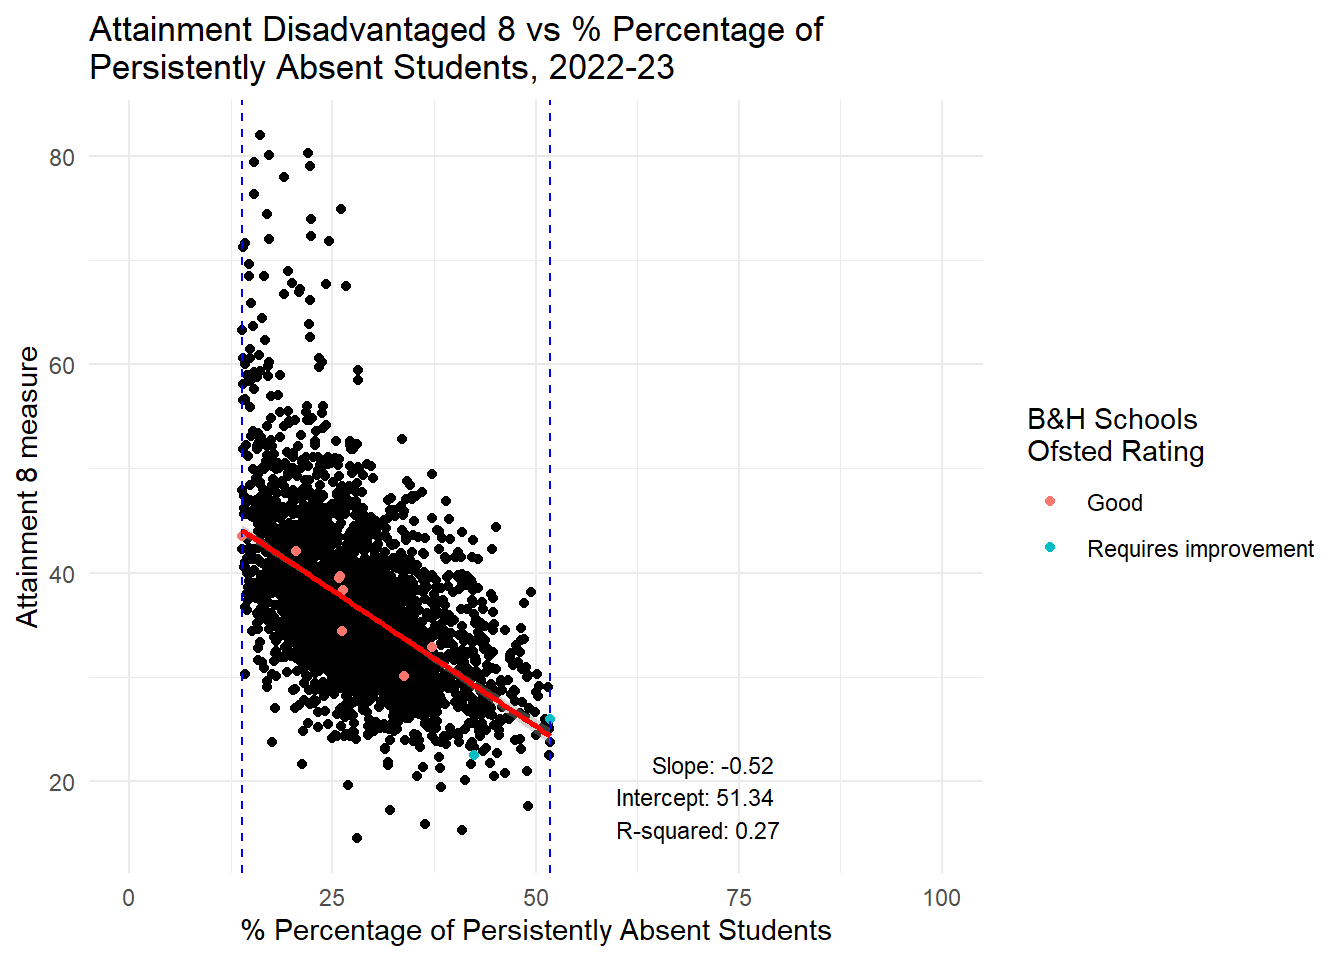 Attainment Disadvantaged 8 vs % Percentage of
Persistently Absent Students, 2022-23
80
60
40
20
Attainment 8 measure
0
25
50
75
100
% Percentage of Persistently Absent Students
Slope: -0.52
Intercept: 51.34
R-squared: 0.27
B&H Schools
Ofsted Rating
Good
Requires improvement